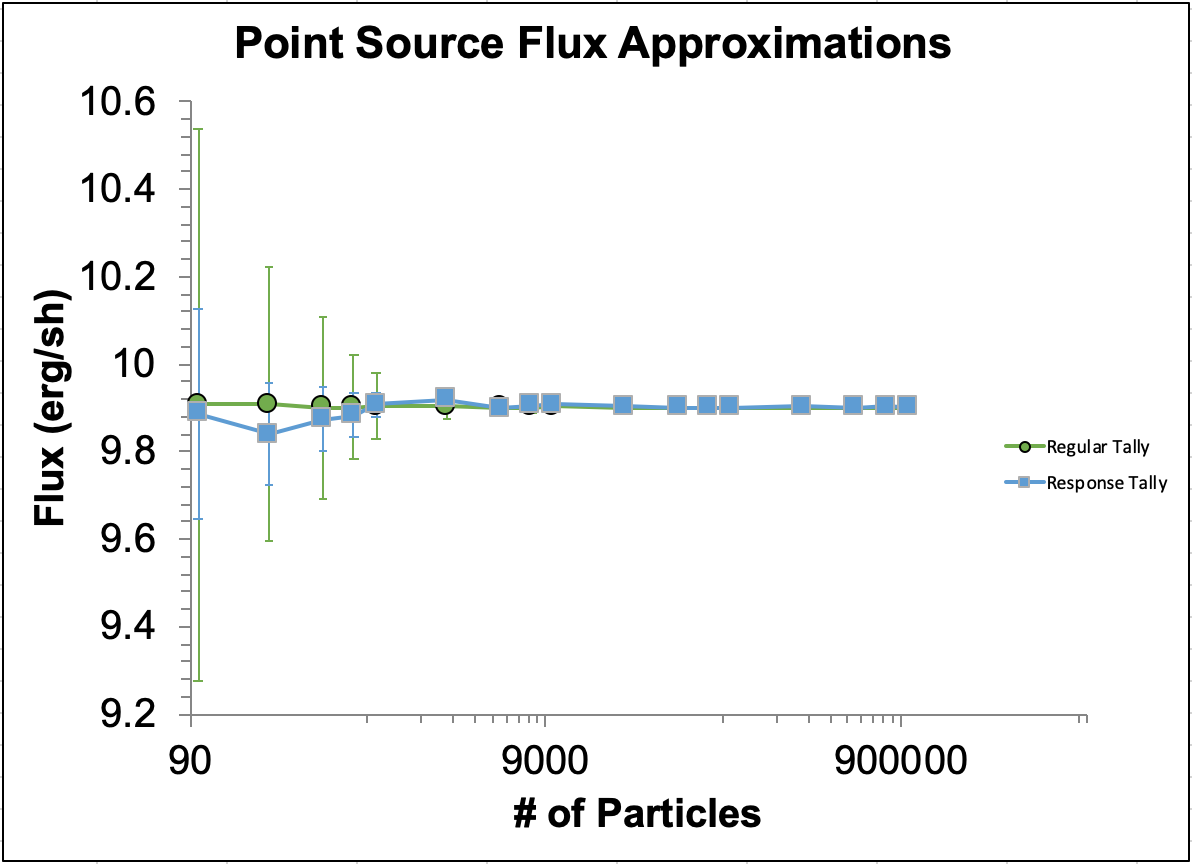 Point Source Flux Approximations
10.6
10.4
10.2
10
9.8
9.6
9.4
9.2
Flux (erg/sh)
90
9000
900000
# of Particles
Regular Tally
Response Tally